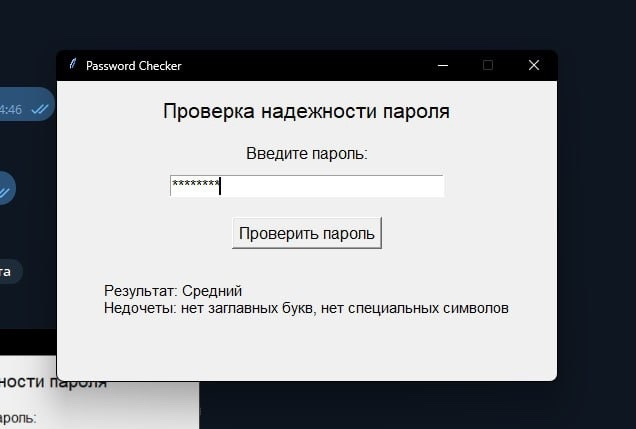 Password Checker
4:46
Проверка надежности пароля
Введите пароль:
********
Проверить пароль
та
Результат: Средний
Недочеты: нет заглавных букв, нет специальных символов
ности пароля
ароль: